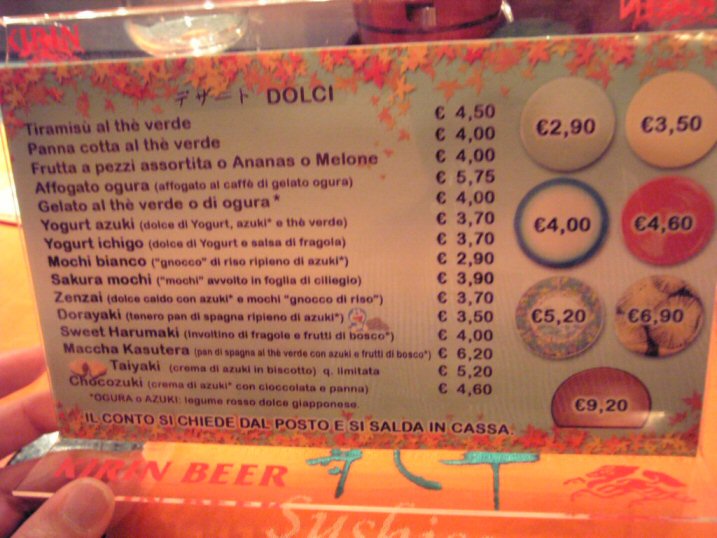 KIRIN
デザート DOLCI
Tiramisù al thè verde € 4,50
Panna cotta al thè verde € 4,00
Frutta a pezzi assortita o Ananas o Melone € 4,00
Affogato ogura (affogato al caffè di gelato ogura) € 5,75
Gelato al thè verde o di ogura* € 4,00
Yogurt azuki (dolce di Yogurt, azuki* e thè verde) € 3,70
Yogurt ichigo (dolce di Yogurt e salsa di fragola) € 3,70
Mochi bianco ("gnocco" di riso ripieno di azuki*) € 2,90
Sakura mochi ("mochi" avvolto in foglia di ciliegio) € 3,90
Zenzai (dolce caldo con azuki* e mochi "gnocco di riso") € 3,70
Dorayaki (tenero pan di spagna ripieno di azuki*) € 3,50
Sweet Harumaki (Involtino di fragole e frutti di bosco*) € 4,00
Maccha Kasutera (pan di spagna al thè verde con azuki e frutti di bosco*) € 6,20
Taiyaki (crema di azuki in biscotto) q. limitata € 5,20
Chocozuki (crema di azuki* con cioccolata e panna) € 4,60
*OGURA o AZUKI: legume rosso dolce giapponese.
IL CONTO SI CHIEDE DAL POSTO E SI SALDA IN CASSA.
€2,90
€3,50
€4,00
€4,60
€5,20
€6,90
€9,20
KIRIN BEER